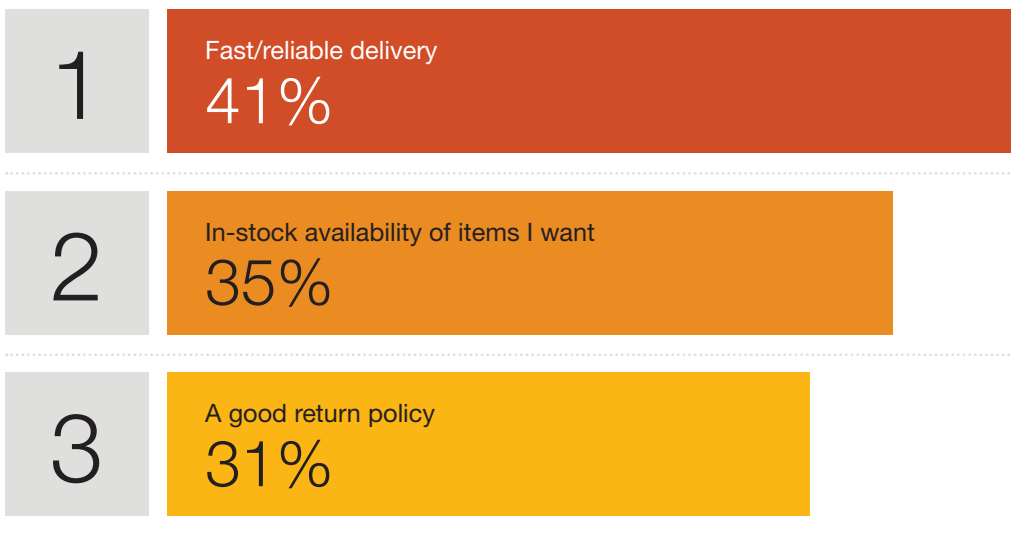 1
Fast/reliable delivery
41%
2
In-stock availability of items I want
35%
3
A good return policy
31%